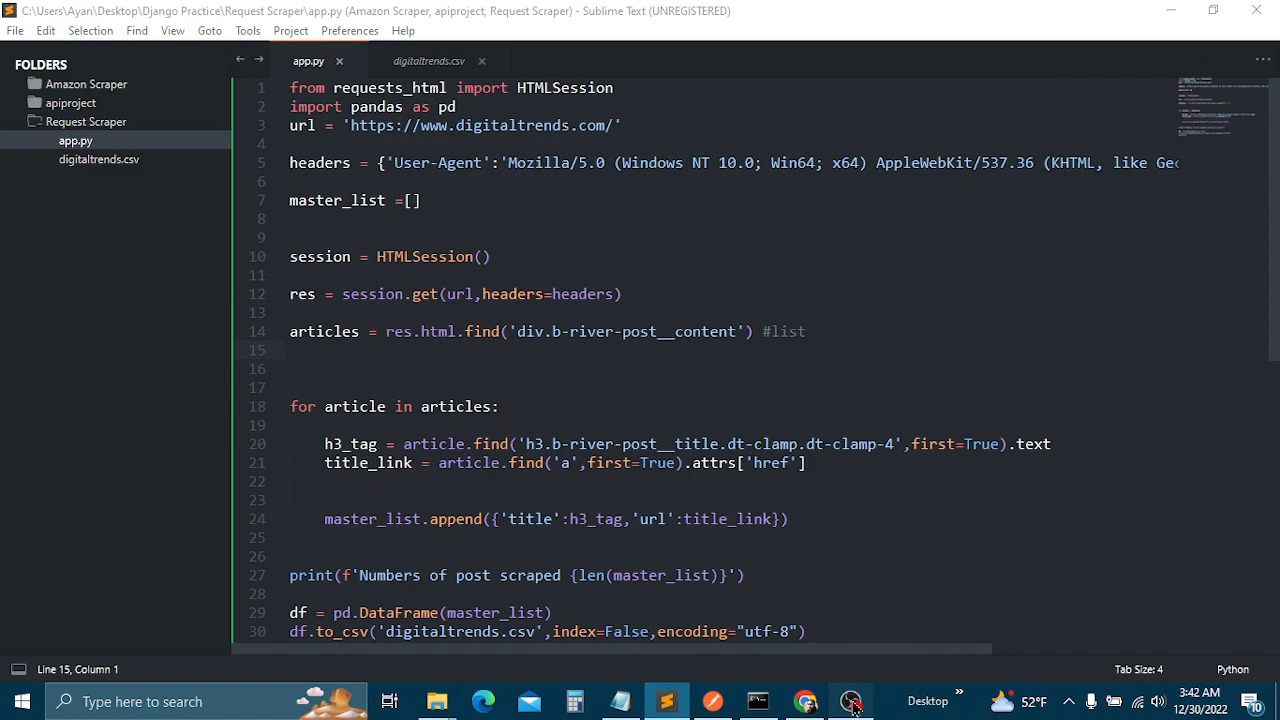 C:\Users\Ayan\Desktop\Django Practice\Request Scraper\app.py (Amazon Scraper, apiproject, Request Scraper) - Sublime Text (UNREGISTERED)
File Edit Selection Find View Goto Tools Project Preferences Help
FOLDERS
Amazon Scraper
apiproject
Request Scraper
app.py
digitaltrends.csv
app.py digitaltrends.csv
1 from requests_html import HTMLSession
2 import pandas as pd
3 url = 'https://www.digitaltrends.com/'
4
5 headers = {'User-Agent':'Mozilla/5.0 (Windows NT 10.0; Win64; x64) AppleWebKit/537.36 (KHTML, like Gec
6
7 master_list =[]
8
9
10 session = HTMLSession()
11
12 res = session.get(url,headers=headers)
13
14 articles = res.html.find('div.b-river-post__content') #list
15
16
17
18 for article in articles:
19
20 h3_tag = article.find('h3.b-river-post__title.dt-clamp.dt-clamp-4',first=True).text
21 title_link = article.find('a',first=True).attrs['href']
22
23
24 master_list.append({'title':h3_tag,'url':title_link})
25
26
27 print(f'Numbers of post scraped {len(master_list)}')
28
29 df = pd.DataFrame(master_list)
30 df.to_csv('digitaltrends.csv',index=False,encoding="utf-8")
Line 15, Column 1 Tab Size: 4 Python
Type here to search
Desktop
52°F
3:42 AM
12/30/2022
10